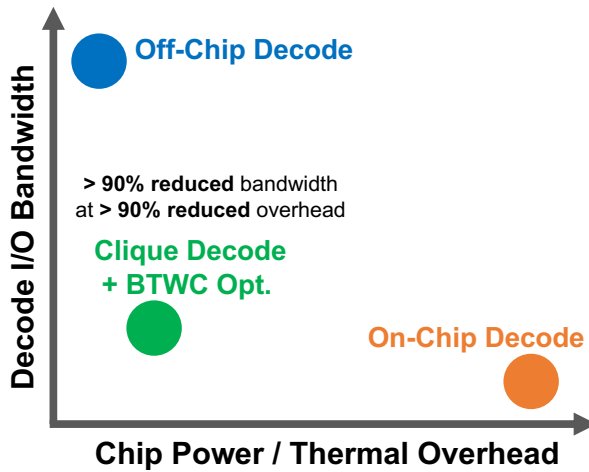 Off-Chip Decode
> 90% reduced bandwidth
at > 90% reduced overhead
Clique Decode
+ BTWC Opt.
On-Chip Decode
Decode I/O Bandwidth
Chip Power / Thermal Overhead